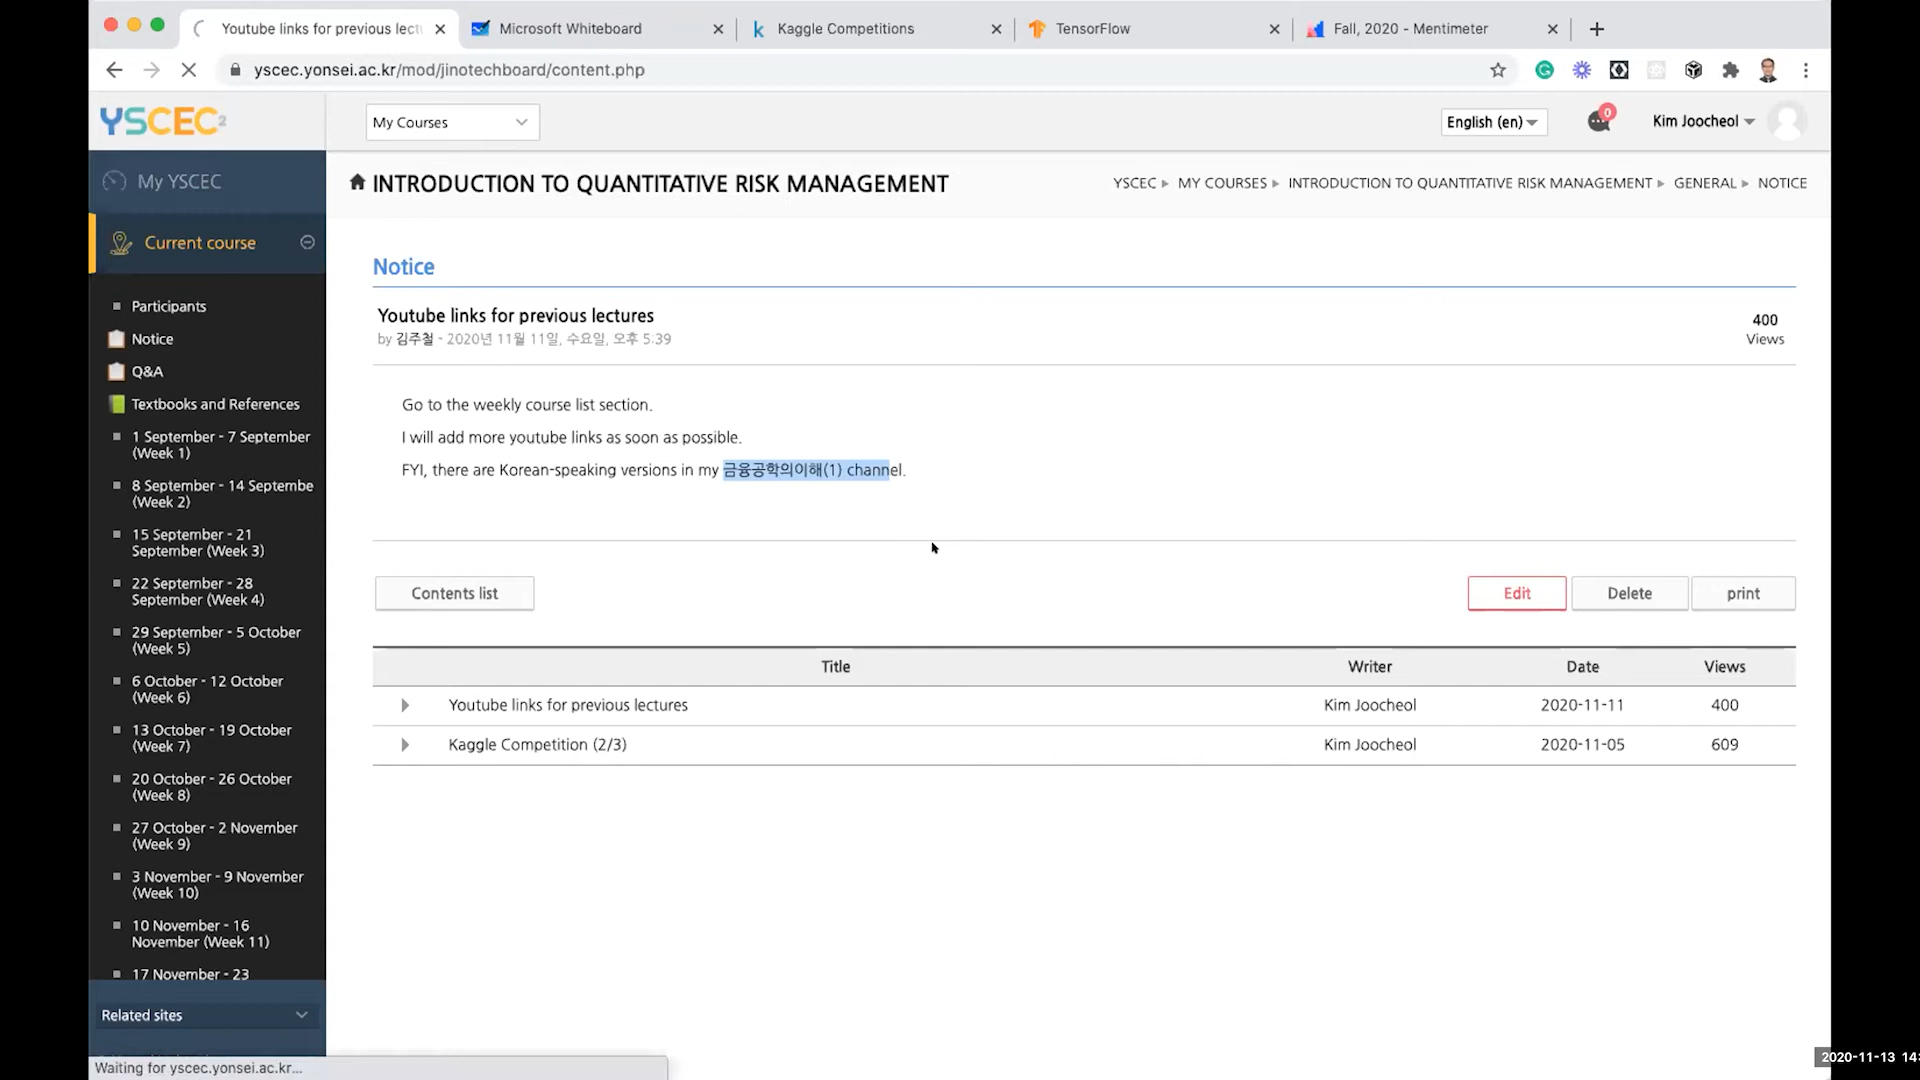 Youtube links for previous lectu
Microsoft Whiteboard
Kaggle Competitions
TensorFlow
Fall, 2020 - Mentimeter
yscec.yonsei.ac.kr/mod/jinotechboard/content.php
YSCEC2
My Courses
English (en)
0
Kim Joocheol
My YSCEC
INTRODUCTION TO QUANTITATIVE RISK MANAGEMENT
YSCEC MY COURSES INTRODUCTION TO QUANTITATIVE RISK MANAGEMENT GENERAL NOTICE
Current course
Participants
Notice
Q&A
Textbooks and References
1 September - 7 September
(Week 1)
8 September - 14 Septembe
(Week 2)
15 September - 21
September (Week 3)
22 September - 28
September (Week 4)
29 September - 5 October
(Week 5)
6 October - 12 October
(Week 6)
13 October - 19 October
(Week 7)
20 October - 26 October
(Week 8)
27 October - 2 November
(Week 9)
3 November - 9 November
(Week 10)
10 November - 16
November (Week 11)
17 November - 23
Related sites
Notice
Youtube links for previous lectures
by 김주철 - 2020년 11월 11일, 수요일, 오후 5:39
400
Views
Go to the weekly course list section.
I will add more youtube links as soon as possible.
FYI, there are Korean-speaking versions in my 금융공학의이해(1) channel.
Contents list
Edit
Delete
print
Title Writer Date Views
Youtube links for previous lectures Kim Joocheol 2020-11-11 400
Kaggle Competition (2/3) Kim Joocheol 2020-11-05 609
Waiting for yscec.yonsei.ac.kr...
2020-11-13 14: